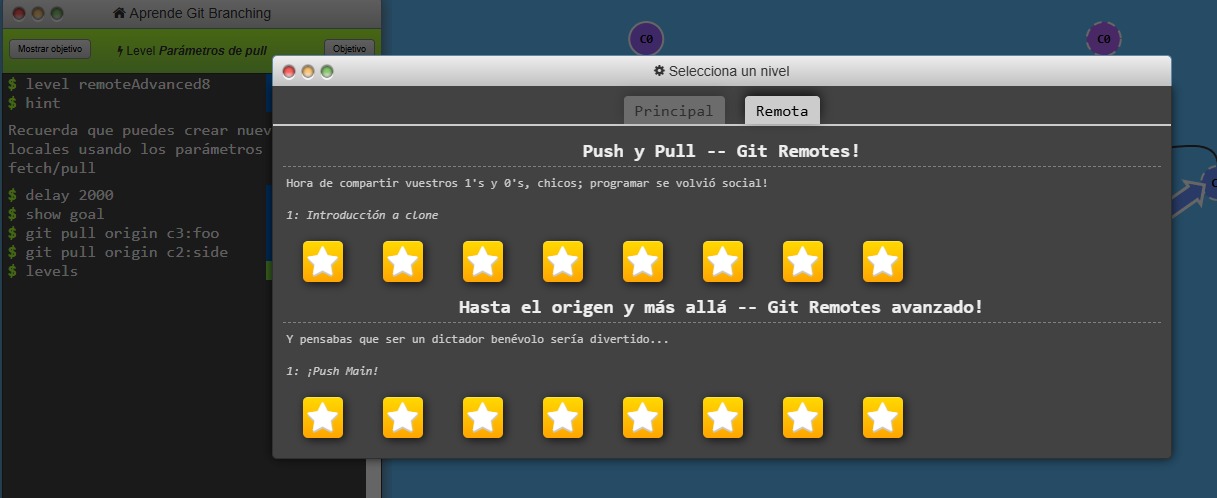 Aprende Git Branching
Mostrar objetivo
Level Parámetros de pull
Objetivo
$ level remoteAdvanced8
$ hint
Recuerda que puedes crear nuev
locales usando los parámetros
fetch/pull
$ delay 2000
$ show goal
$ git pull origin c3:foo
$ git pull origin c2:side
$ levels
C0
C0
Selecciona un nivel
Principal
Remota
Push y Pull -- Git Remotes!
Hora de compartir vuestros 1's y 0's, chicos; programar se volvió social!
1: Introducción a clone
Hasta el origen y más allá -- Git Remotes avanzado!
Y pensabas que ser un dictador benévolo sería divertido...
1: ¡Push Main!